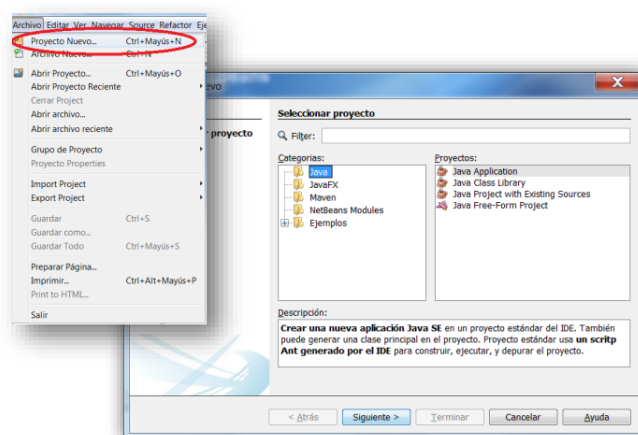 Archivo Editar Ver Navegar Source Refactor Eje
Proyecto Nuevo... Ctrl+Mayús+N
Archivo Nuevo... Ctrl+N
Abrir Proyecto... Ctrl+Mayús+O
Abrir Proyecto Reciente
Cerrar Project
Abrir archivo...
Abrir archivo reciente
Grupo de Proyecto
Proyecto Properties
Import Project
Export Project
Guardar Ctrl+S
Guardar como...
Guardar Todo Ctrl+Mayús+S
Preparar Página...
Imprimir... Ctrl+Alt+Mayús+P
Print to HTML...
Salir
evo
proyecto
Seleccionar proyecto
Filter:
Categorías:
Java
JavaFX
Maven
NetBeans Modules
Ejemplos
Proyectos:
Java Application
Java Class Library
Java Project with Existing Sources
Java Free-Form Project
Descripción:
Crear una nueva aplicación Java SE en un proyecto estándar del IDE. También
puede generar una clase principal en el proyecto. Proyecto estándar usa un scritp
Ant generado por el IDE para construir, ejecutar, y depurar el proyecto.
< Atrás Siguiente > Terminar Cancelar Ayuda